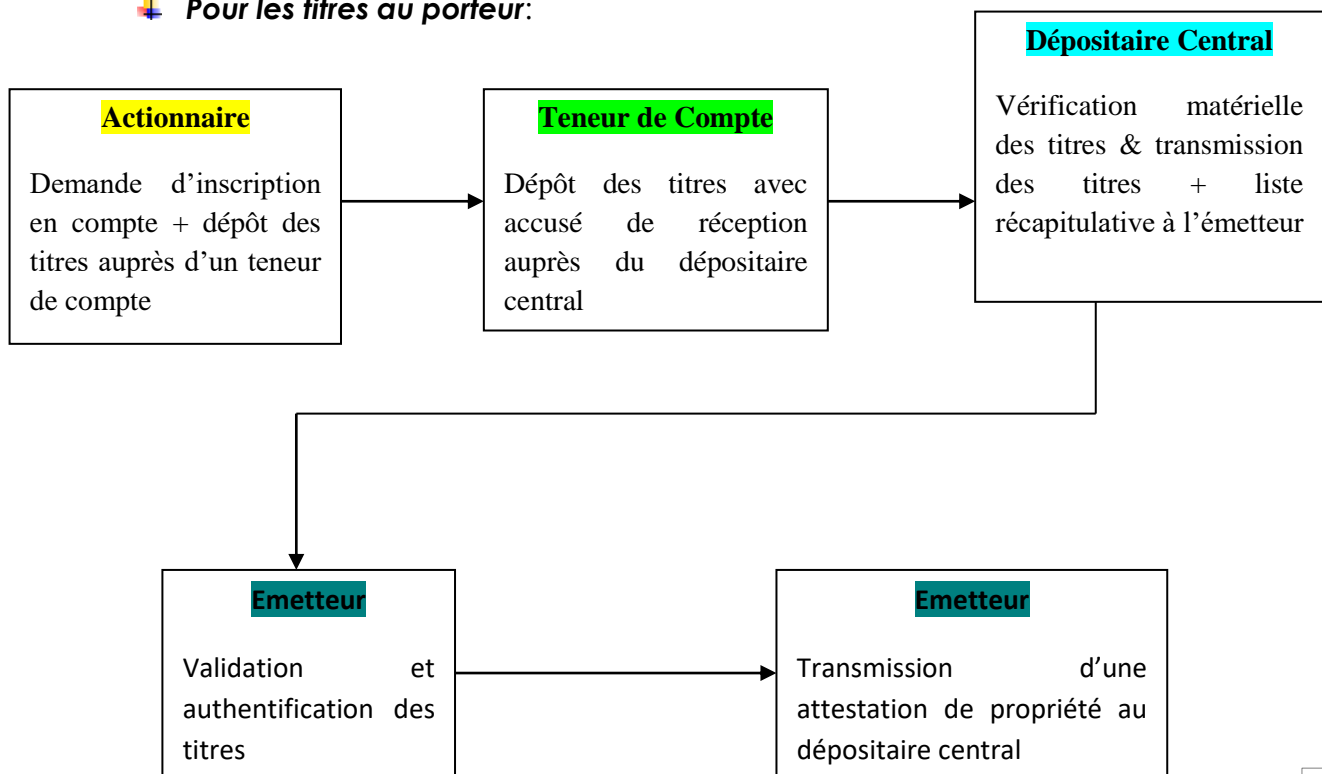 Pour les titres au porteur:
Actionnaire
Demande d'inscription
en compte + dépôt des
titres auprès d'un teneur
de compte
Teneur de Compte
Dépôt des titres avec
accusé de réception
auprès du dépositaire
central
Dépositaire Central
Vérification matérielle
des titres & transmission
des titres + liste
récapitulative à l'émetteur
Emetteur
Validation et
authentification des
titres
Emetteur
Transmission d'une
attestation de propriété au
dépositaire central